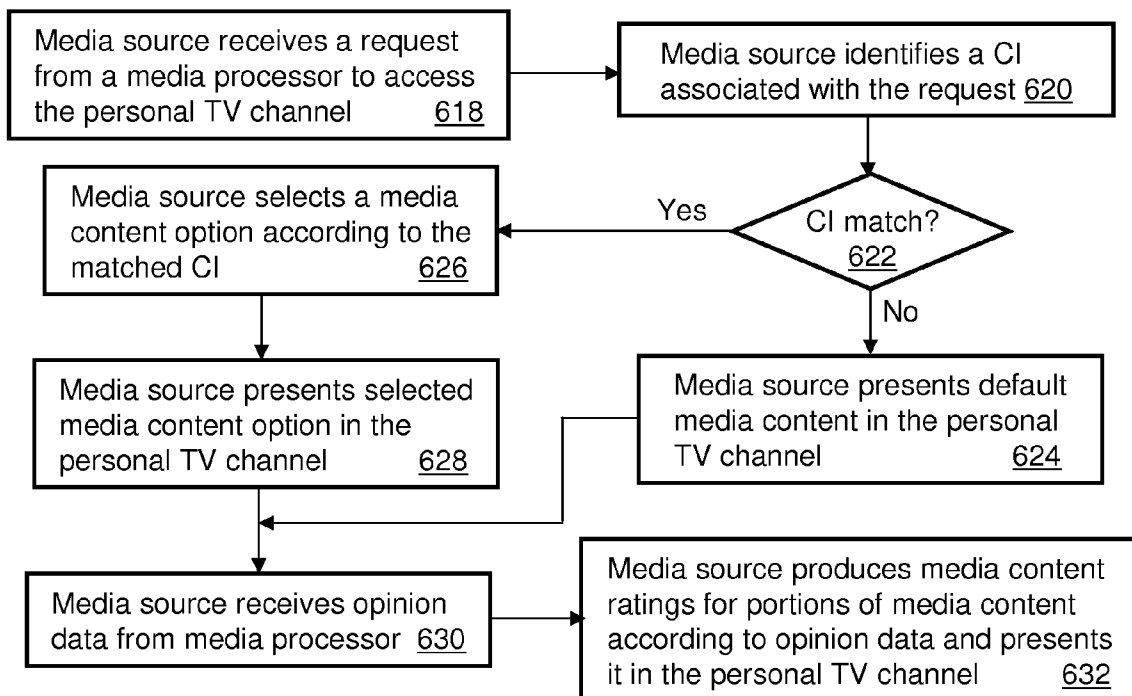 Media source receives a request
from a media processor to access
the personal TV channel 618
Media source identifies a CI
associated with the request 620
CI match?
622
Yes
No
Media source selects a media
content option according to the
matched CI 626
Media source presents selected
media content option in the
personal TV channel 628
Media source presents default
media content in the personal
TV channel 624
Media source receives opinion
data from media processor 630
Media source produces media content
ratings for portions of media content
according to opinion data and presents
it in the personal TV channel 632